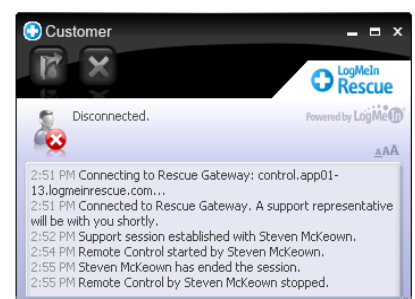 Customer
LogMeIn
Rescue
Disconnected.
Powered by LogMeIn
AAA
2:51 PM Connecting to Rescue Gateway: control.app01-
13.logmeinrescue.com...
2:51 PM Connected to Rescue Gateway. A support representative
will be with you shortly.
2:52 PM Support session established with Steven McKeown.
2:54 PM Remote Control started by Steven McKeown.
2:55 PM Steven McKeown has ended the session.
2:55 PM Remote Control by Steven McKeown stopped.